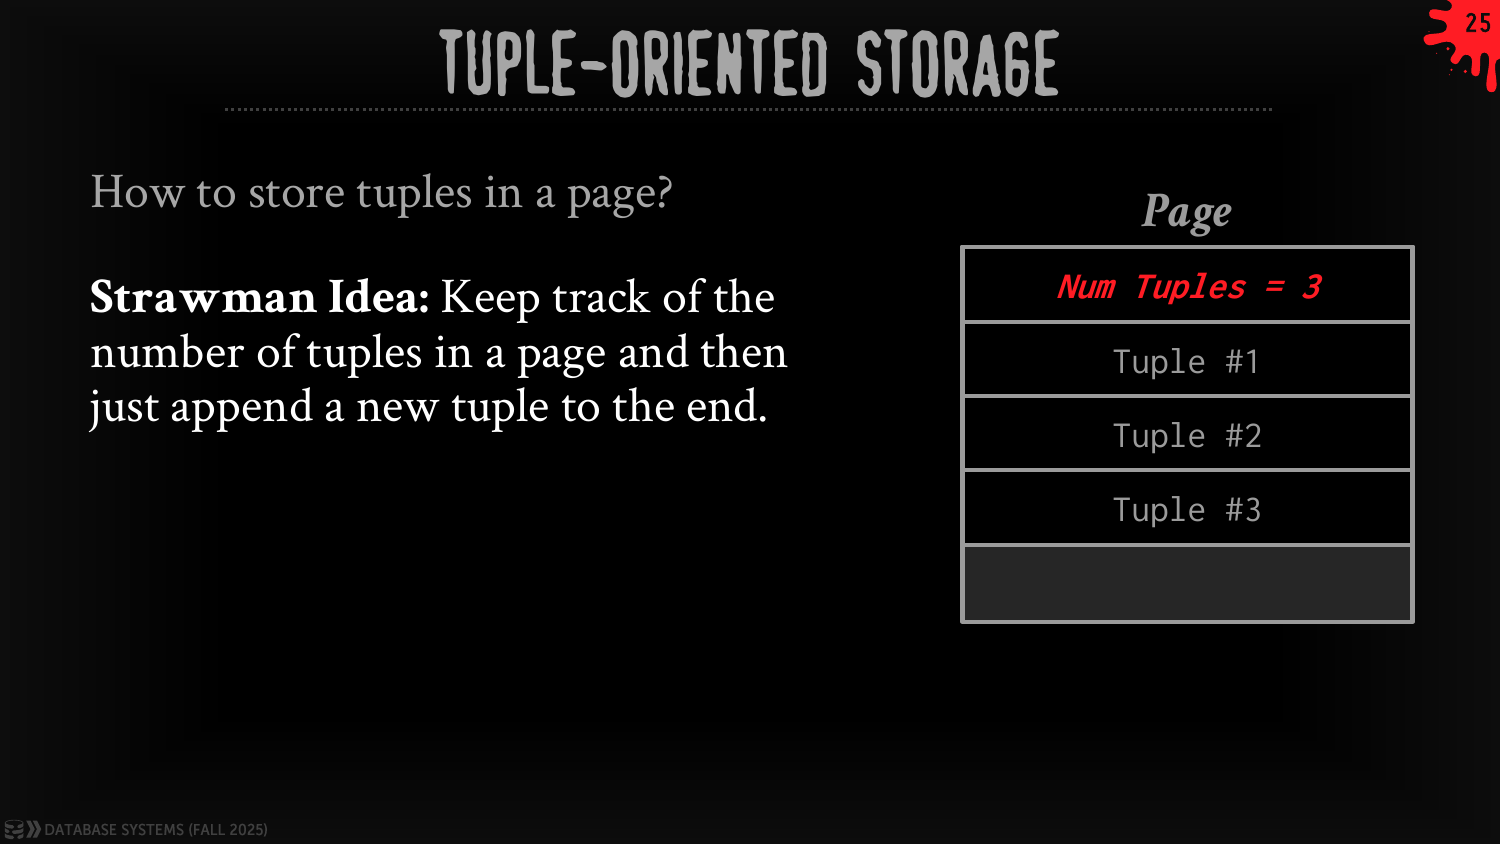 TUPLE-ORIENTED STORAGE
25
How to store tuples in a page?
Strawman Idea: Keep track of the
number of tuples in a page and then
just append a new tuple to the end.
Page
Num Tuples = 3
Tuple #1
Tuple #2
Tuple #3
DATABASE SYSTEMS (FALL 2025)